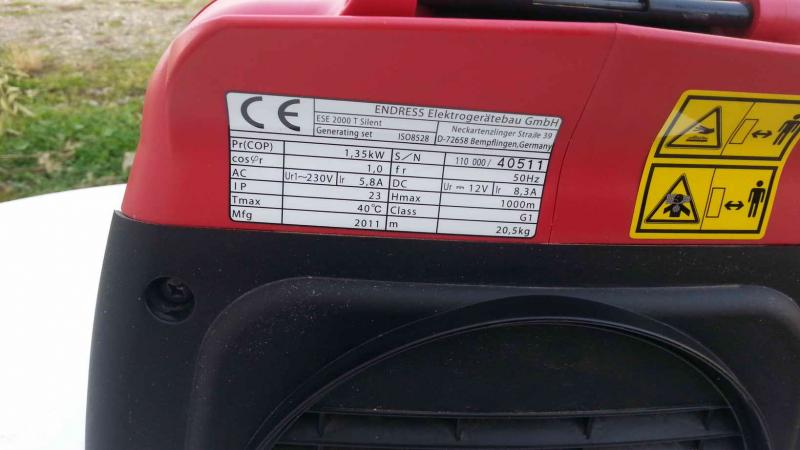 CE
ENDRESS Elektrogerätebau GmbH
ESE 2000 T Silent
Neckartenzlinger Straße 39
Generating set ISO8528 D-72658 Bempflingen,Germany
Pr(COP) 1,35kW S/N 110 000/ 40511
cosφr 1,0 fr 50Hz
AC Ur1~230V Ir 5,8A DC Ur ⎓ 12V Ir 8,3A
IP 23 Hmax 1000m
Tmax 40°C Class G1
Mfg 2011 m 20,5kg